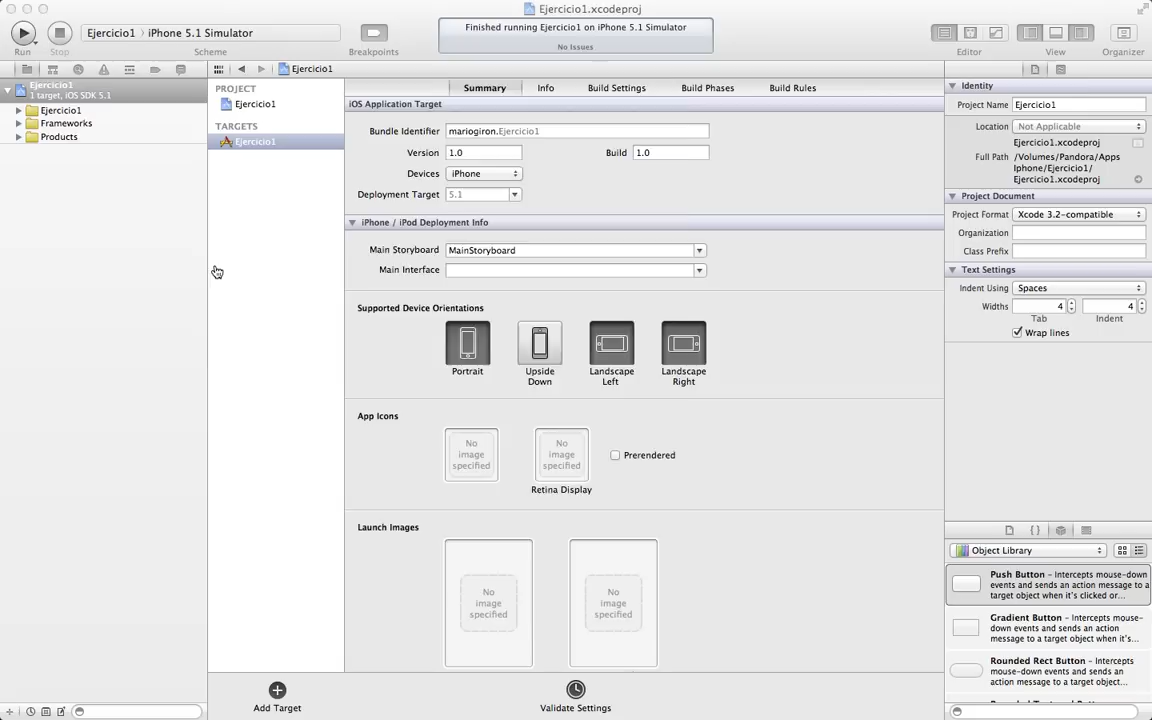 Ejercicio1.xcodeproj
Ejercicio1 〉 iPhone 5.1 Simulator
Finished running Ejercicio1 on iPhone 5.1 Simulator
No Issues
Run
Stop
Scheme
Breakpoints
Editor
View
Organizer
Ejercicio1
1 target, iOS SDK 5.1
Ejercicio1
Frameworks
Products
Ejercicio1
PROJECT
Ejercicio1
TARGETS
Ejercicio1
Summary
Info
Build Settings
Build Phases
Build Rules
iOS Application Target
Bundle Identifier mariogiron.Ejercicio1
Version 1.0 Build 1.0
Devices iPhone
Deployment Target 5.1
iPhone / iPod Deployment Info
Main Storyboard MainStoryboard
Main Interface
Supported Device Orientations
Portrait
Upside
Down
Landscape
Left
Landscape
Right
App Icons
No
image
specified
No
image
specified
Prerendered
Retina Display
Launch Images
No
image
specified
No
image
specified
Add Target
Validate Settings
Identity
Project Name Ejercicio1
Location Not Applicable
Ejercicio1.xcodeproj
Full Path /Volumes/Pandora/Apps
Iphone/Ejercicio1/
Ejercicio1.xcodeproj
Project Document
Project Format Xcode 3.2-compatible
Organization
Class Prefix
Text Settings
Indent Using Spaces
Widths 4 4
Tab Indent
Wrap lines
{}
Object Library
Push Button – Intercepts mouse-down
events and sends an action message to a
target object when it's clicked or...
Gradient Button – Intercepts mouse-
down events and sends an action
message to a target object when it's...
Rounded Rect Button – Intercepts
mouse-down events and sends an
action message to a target object...